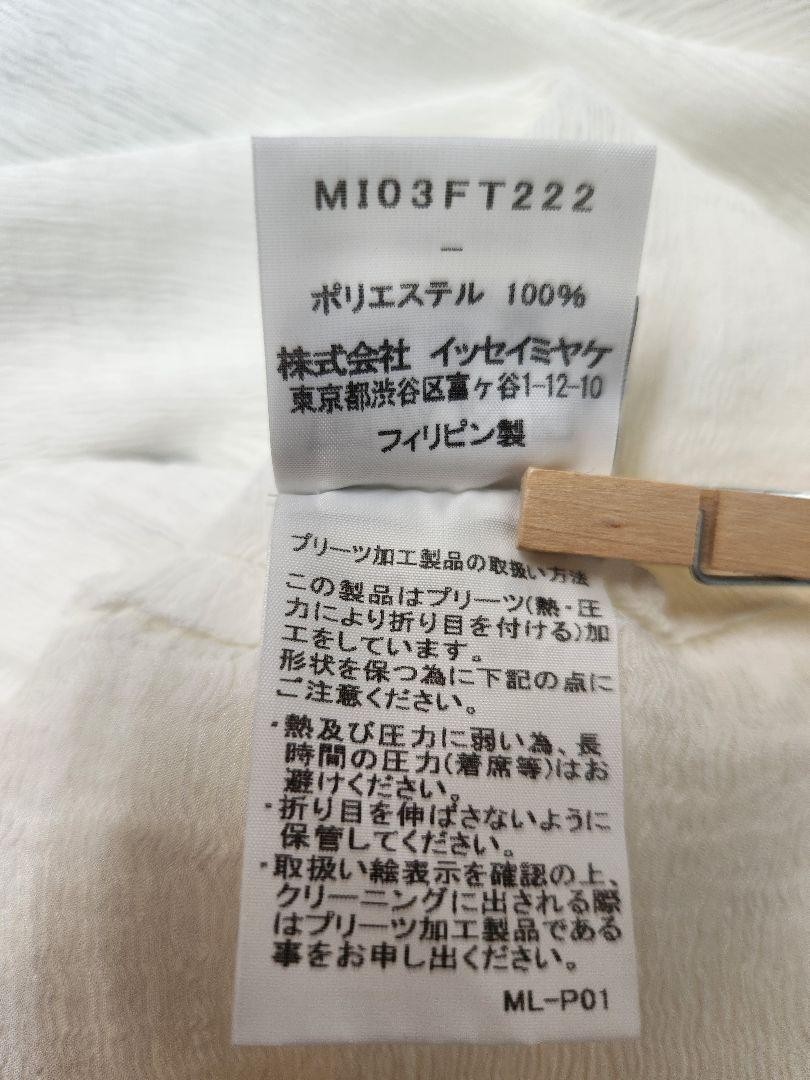 MI03FT222
—
ポリエステル 100%
株式会社 イッセイミヤケ
東京都渋谷区富ヶ谷1-12-10
フィリピン製
プリーツ加工製品の取扱い方法
この製品はプリーツ(熱・圧
力により折り目を付ける)加
工をしています。
形状を保つ為に下記の点に
ご注意ください。
・熱及び圧力に弱い為、長
時間の圧力(着席等)はお
避けください。
・折り目を伸ばさないように
保管してください。
・取扱い絵表示を確認の上、
クリーニングに出される際
はプリーツ加工製品である
事をお申し出ください。
ML-P01